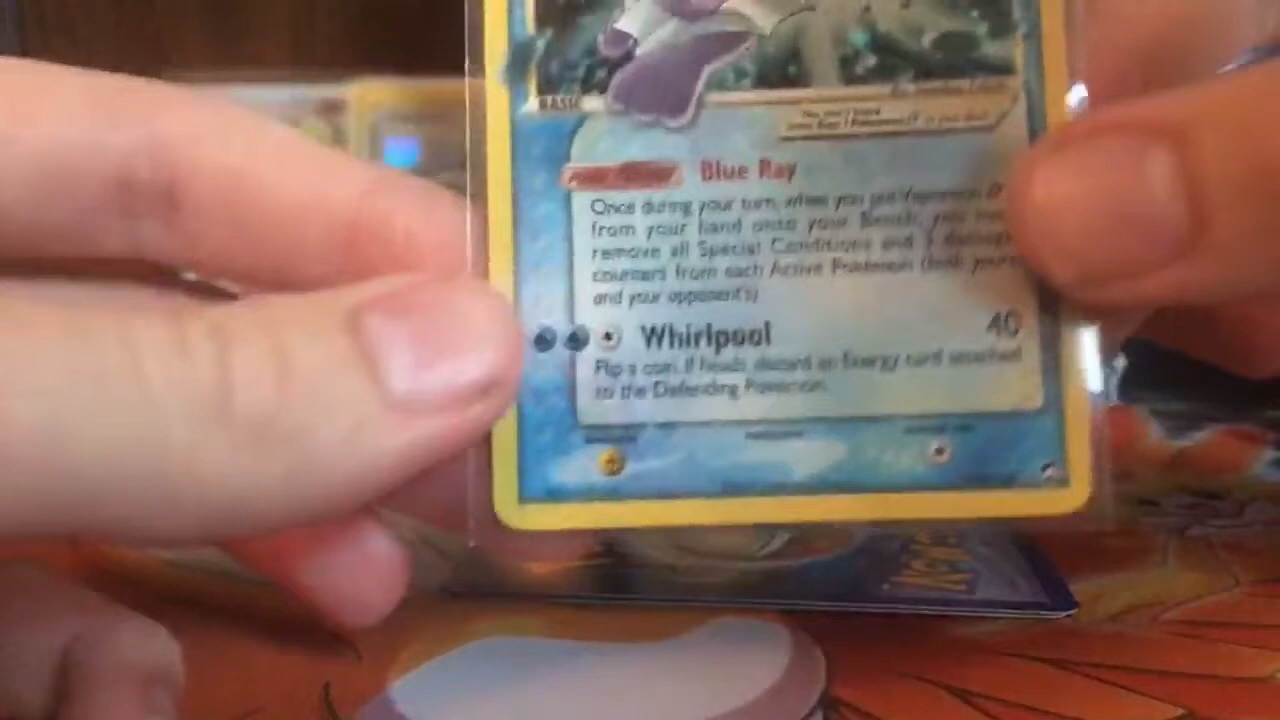 BASIC
Blue Ray
Once during your turn, when you put Vaporeon
from your hand onto your Bench, you
remove all Special Conditions and damage
counters from each Active Pokémon (both yours
and your opponent's)
Whirlpool 40
Flip a coin. If heads, discard an Energy card attached
to the Defending Pokémon.